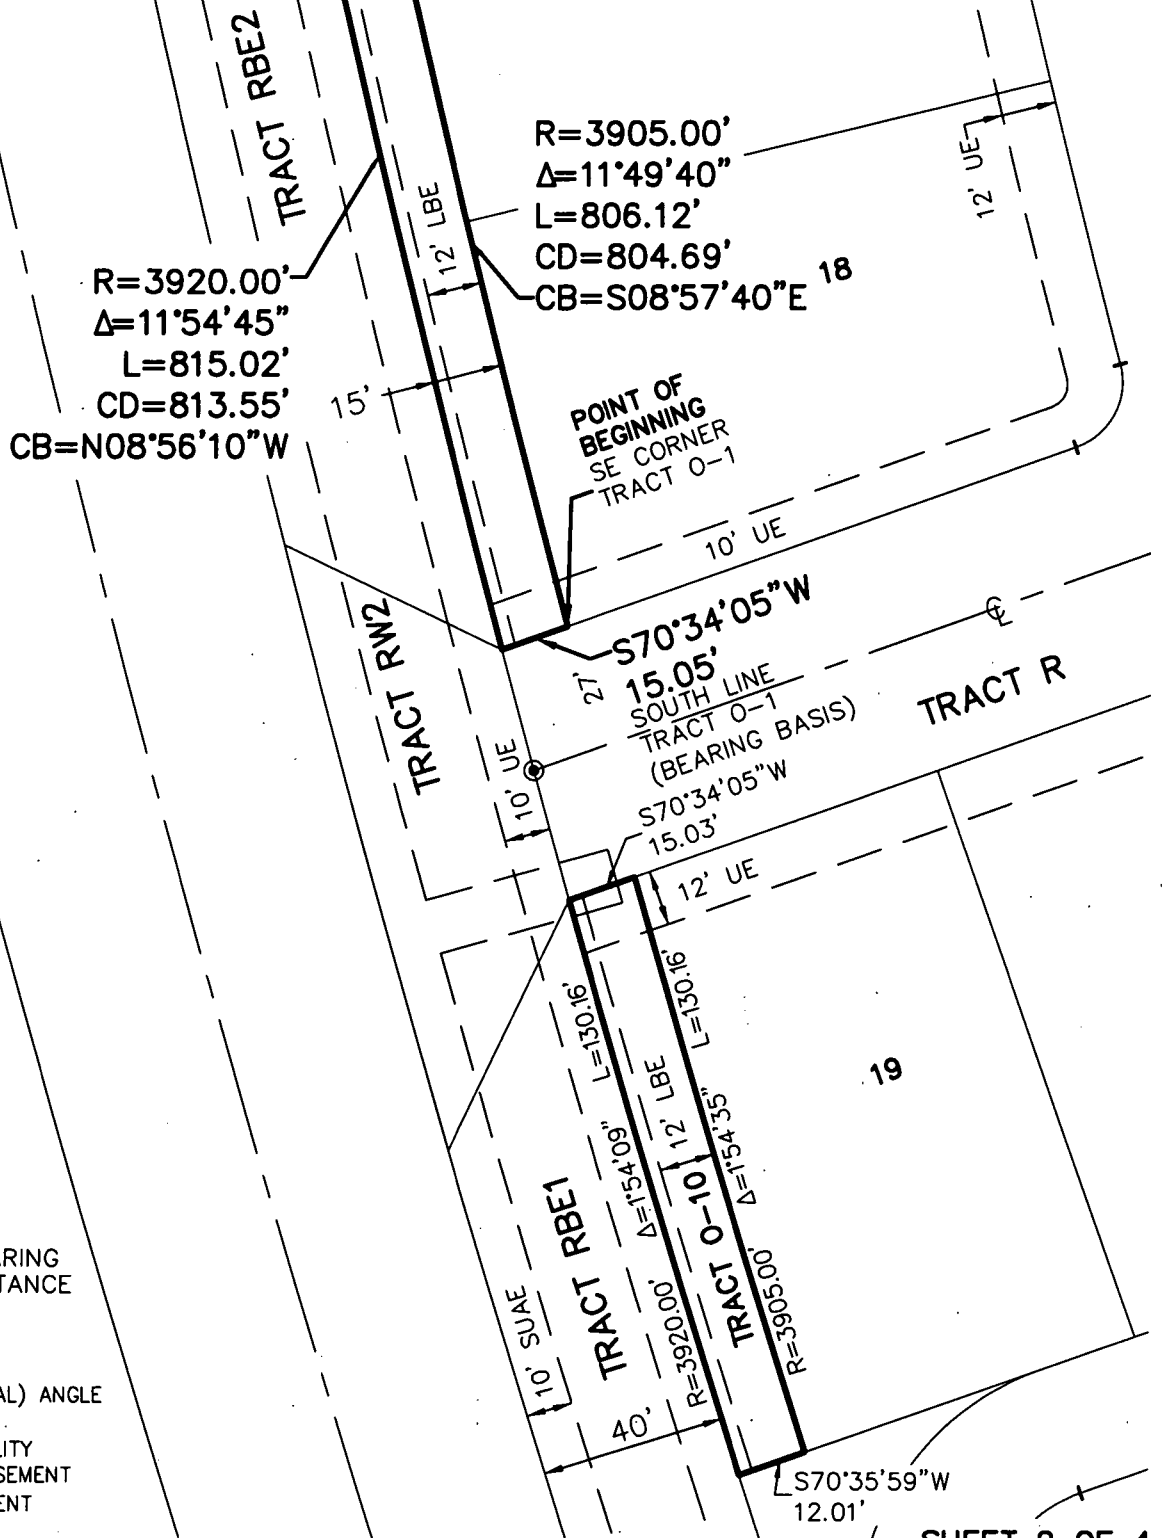 TRACT RBE2
R=3905.00'
Δ=11°49'40"
L=806.12'
CD=804.69'
CB=S08°57'40"E
12' UE
12' LBE
18
R=3920.00'
Δ=11°54'45"
L=815.02'
CD=813.55'
CB=N08°56'10"W
15'
POINT OF
BEGINNING
SE CORNER
TRACT O-1
10' UE
TRACT RW2
S70°34'05"W
15.05'
27'
SOUTH LINE
TRACT O-1
(BEARING BASIS)
℄
TRACT R
10' UE
S70°34'05"W
15.03'
12' UE
L=130.16'
L=130.16'
12' LBE
19
Δ=1°54'09"
Δ=1°54'35"
TRACT RBE1
TRACT O-10
R=3920.00'
R=3905.00'
10' SUAE
40'
ARING
TANCE
AL) ANGLE
LITY
SEMENT
ENT
S70°35'59"W
12.01'